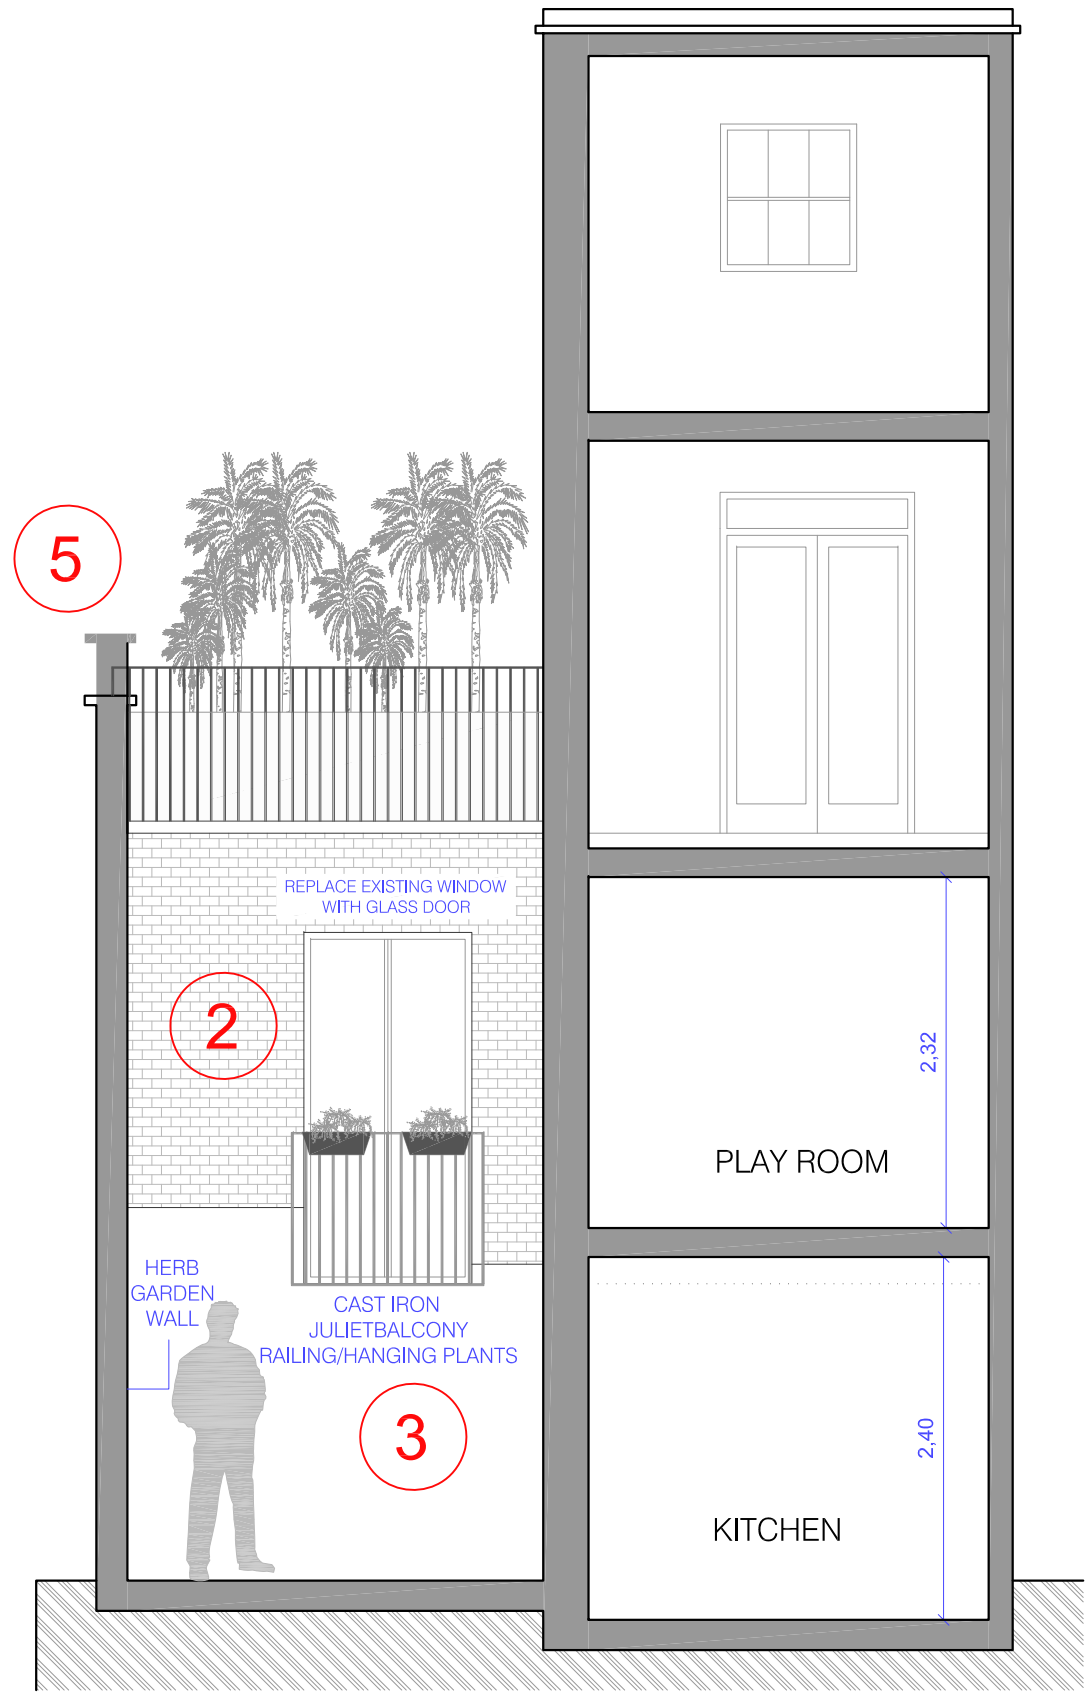 5
REPLACE EXISTING WINDOW
WITH GLASS DOOR
2
2,32
PLAY ROOM
HERB
GARDEN
WALL
CAST IRON
JULIETBALCONY
RAILING/HANGING PLANTS
3
2,40
KITCHEN